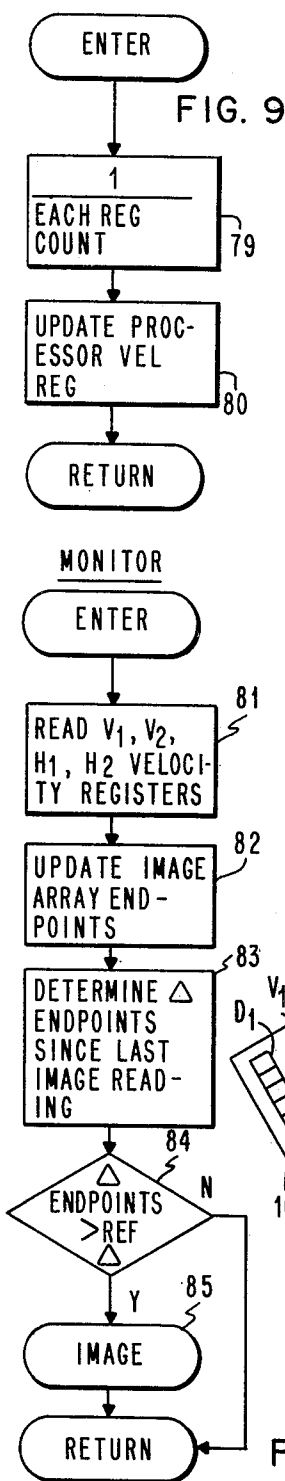 ENTER
FIG. 9
1
EACH REG
COUNT
79
UPDATE PROC-
ESSOR VEL
REG
80
RETURN
MONITOR
ENTER
81
READ V1, V2,
H1, H2 VELOCI-
TY REGISTERS
82
UPDATE IMAGE
ARRAY END-
POINTS
83
DETERMINE △
ENDPOINTS
SINCE LAST
IMAGE READ-
ING
V1
D1
10
84
△
ENDPOINTS
>REF
△
N
Y
85
IMAGE
RETURN
F